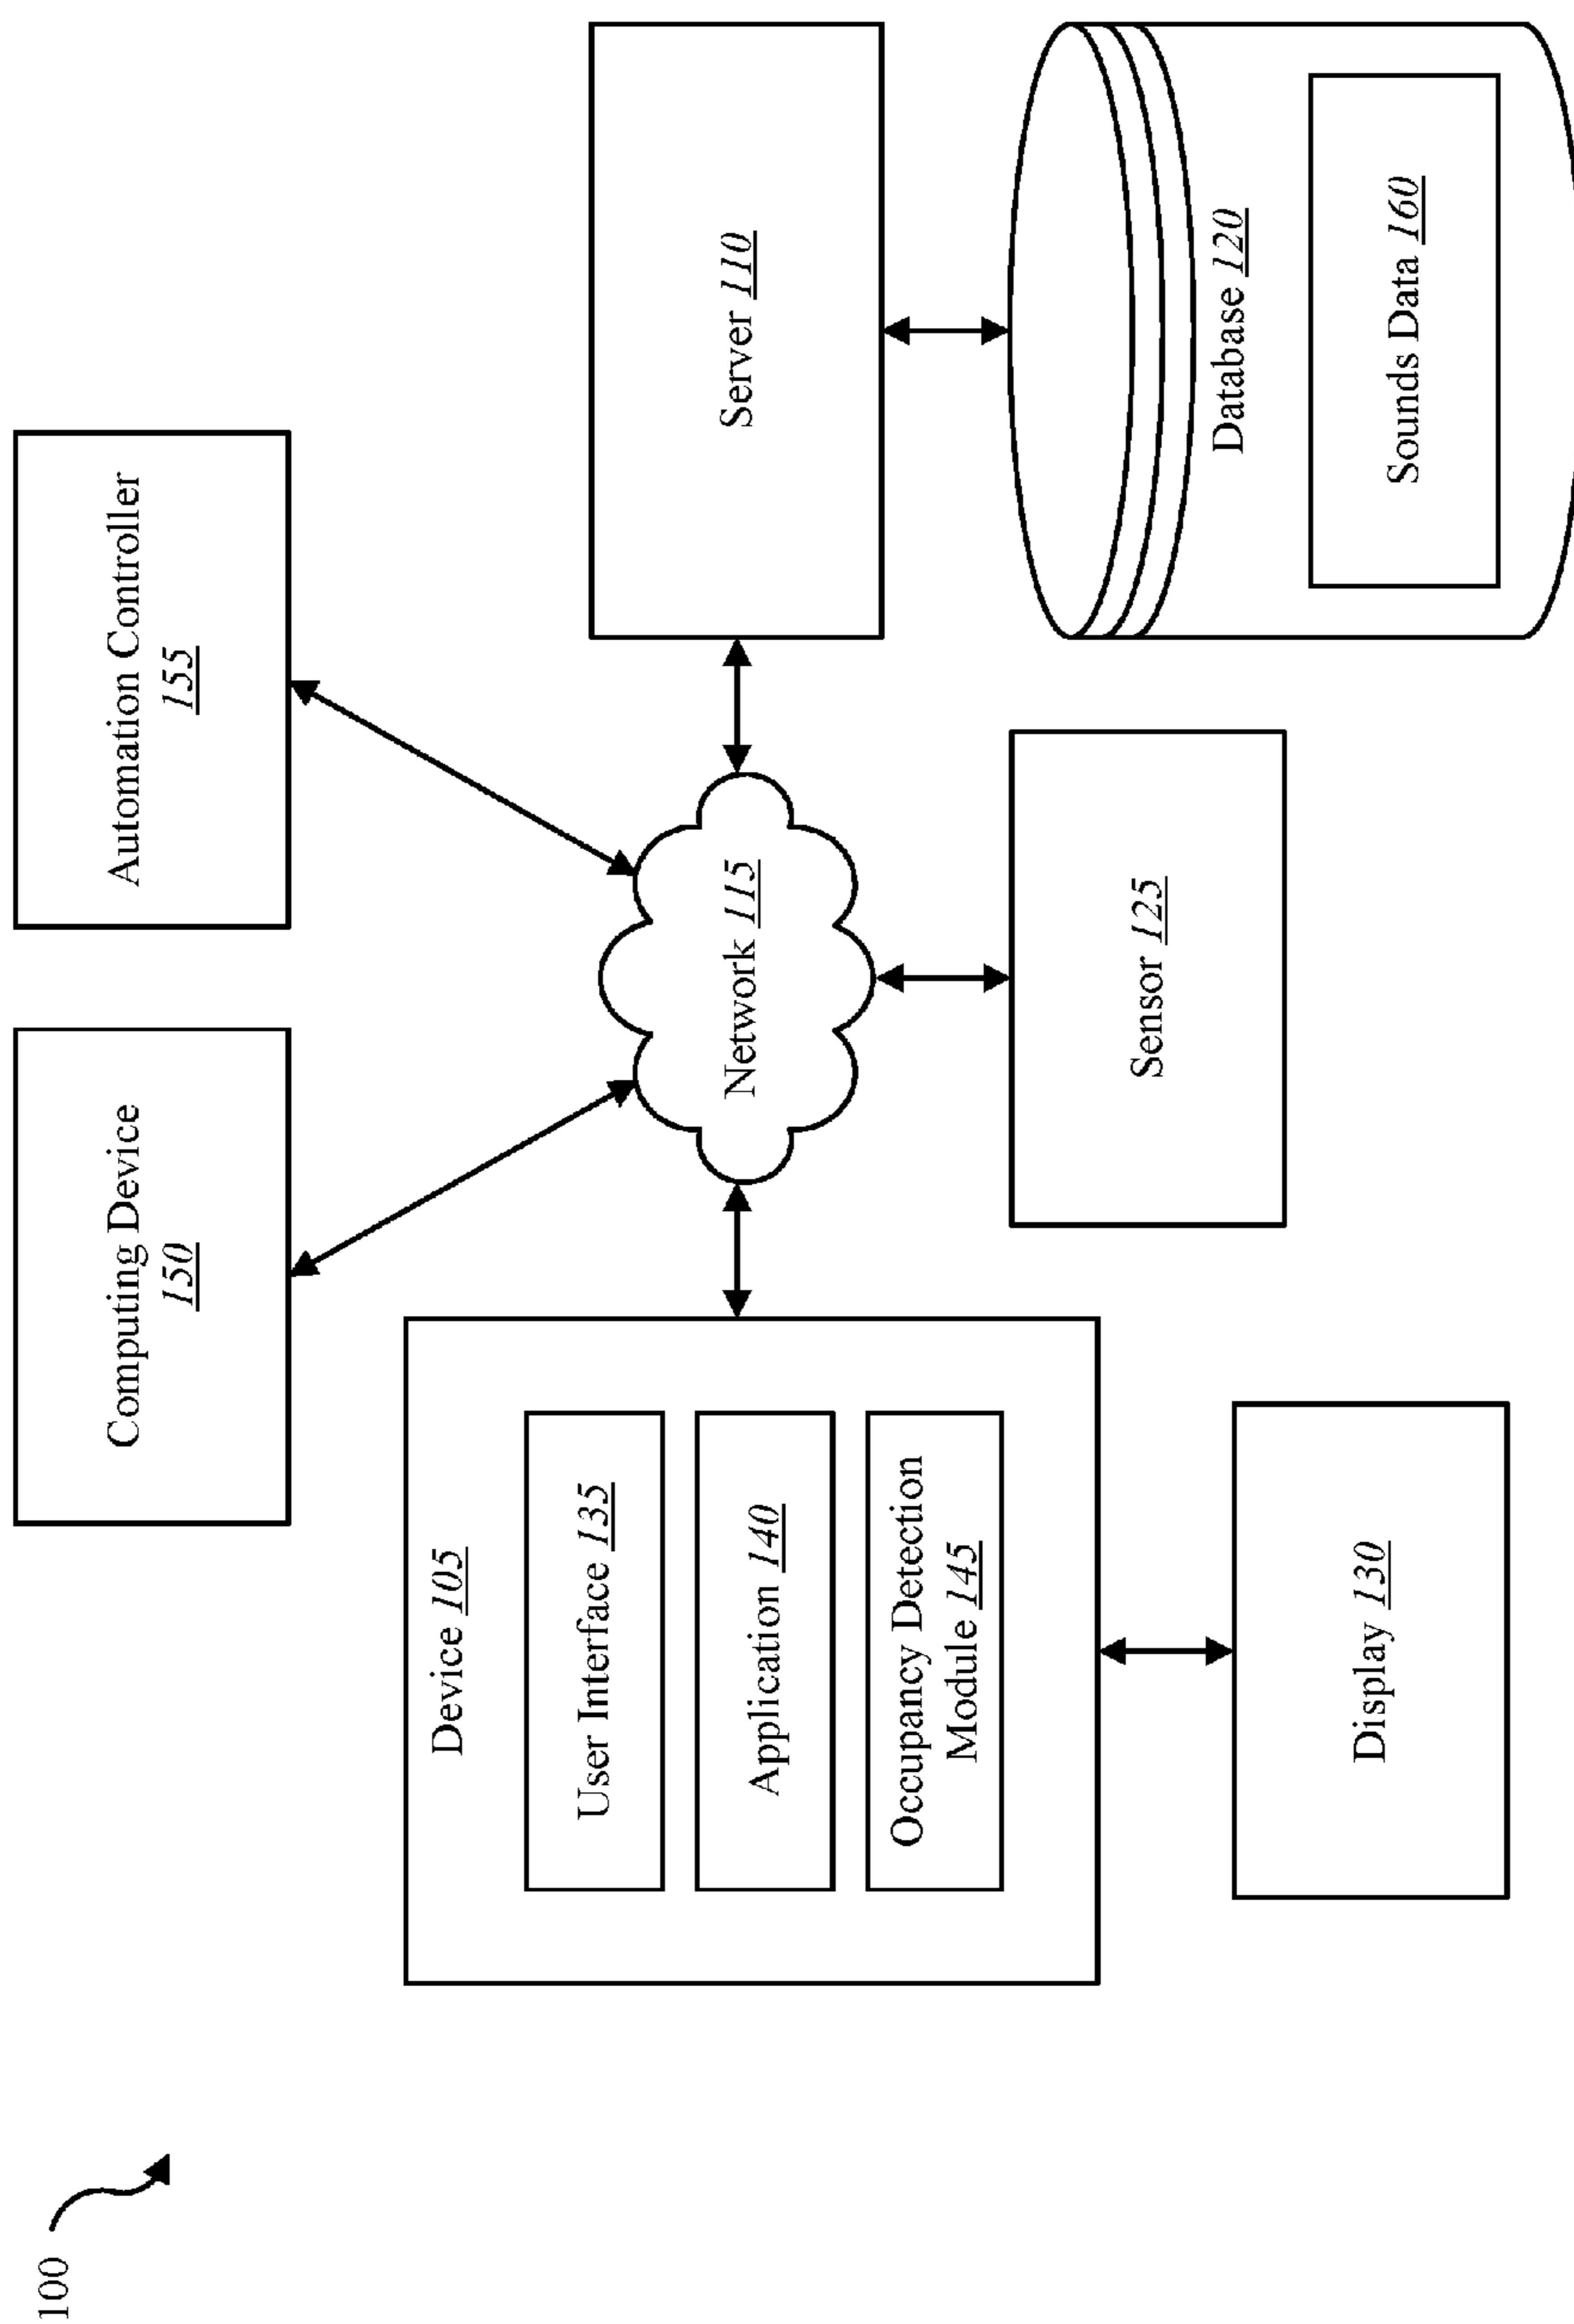 100
Computing Device
150
Automation Controller
155
Device 105
User Interface 135
Application 140
Occupancy Detection
Module 145
Network 115
Server 110
Display 130
Sensor 125
Database 120
Sounds Data 160